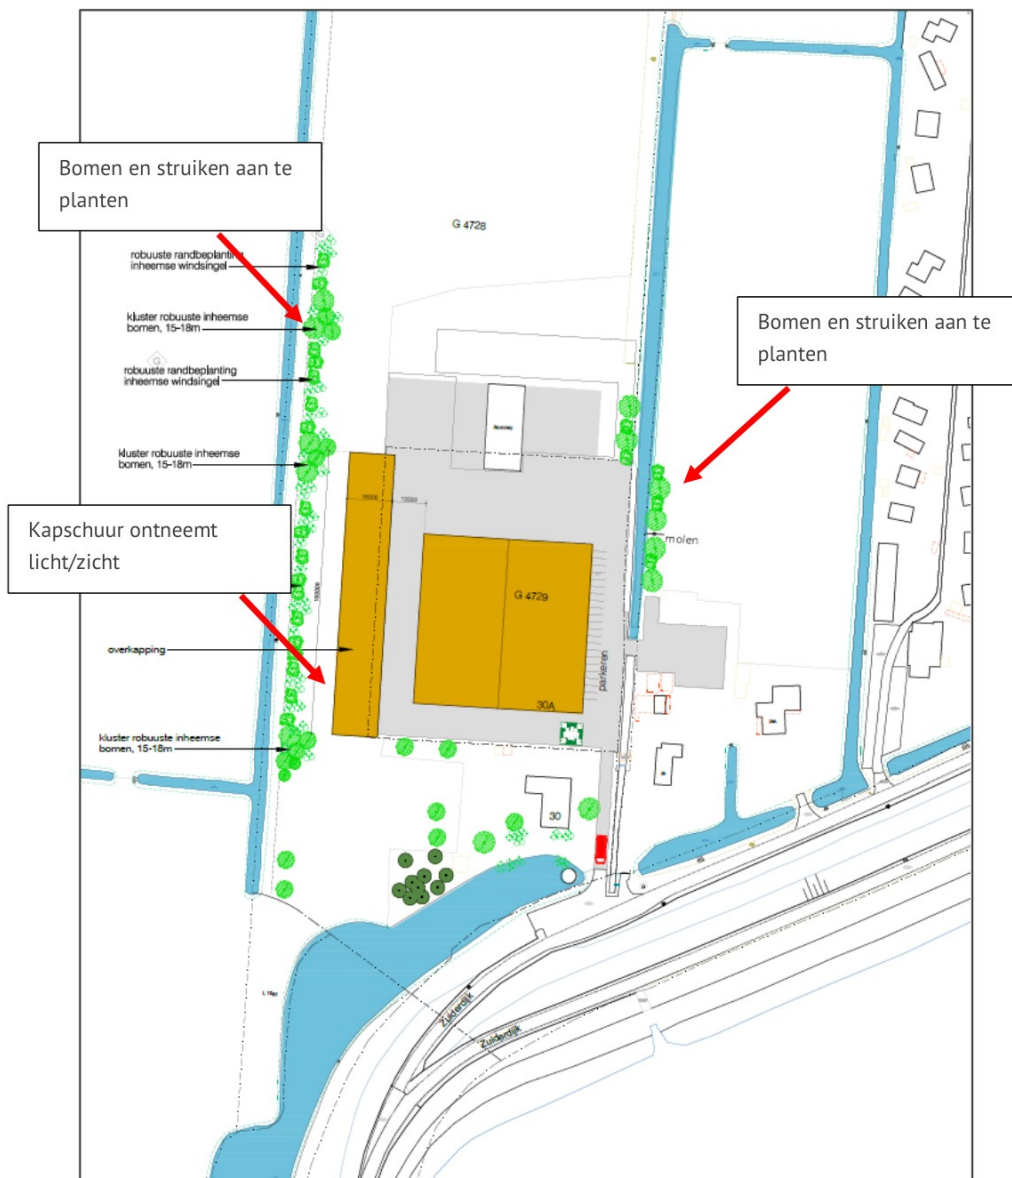 Bomen en struiken aan te
planten
G 4728
robuuste randbeplanting
inheemse windsingel
kluster robuuste inheemse
bomen, 15-18m
Bomen en struiken aan te
planten
G
robuuste randbeplanting
inheemse windsingel
kluster robuuste inheemse
bomen, 15-18m
Kapschuur ontneemt
licht/zicht
molen
G 4729
overkapping
parkeren
30A
kluster robuuste inheemse
bomen, 15-18m
30
Zuiderdijk
Zuiderdijk